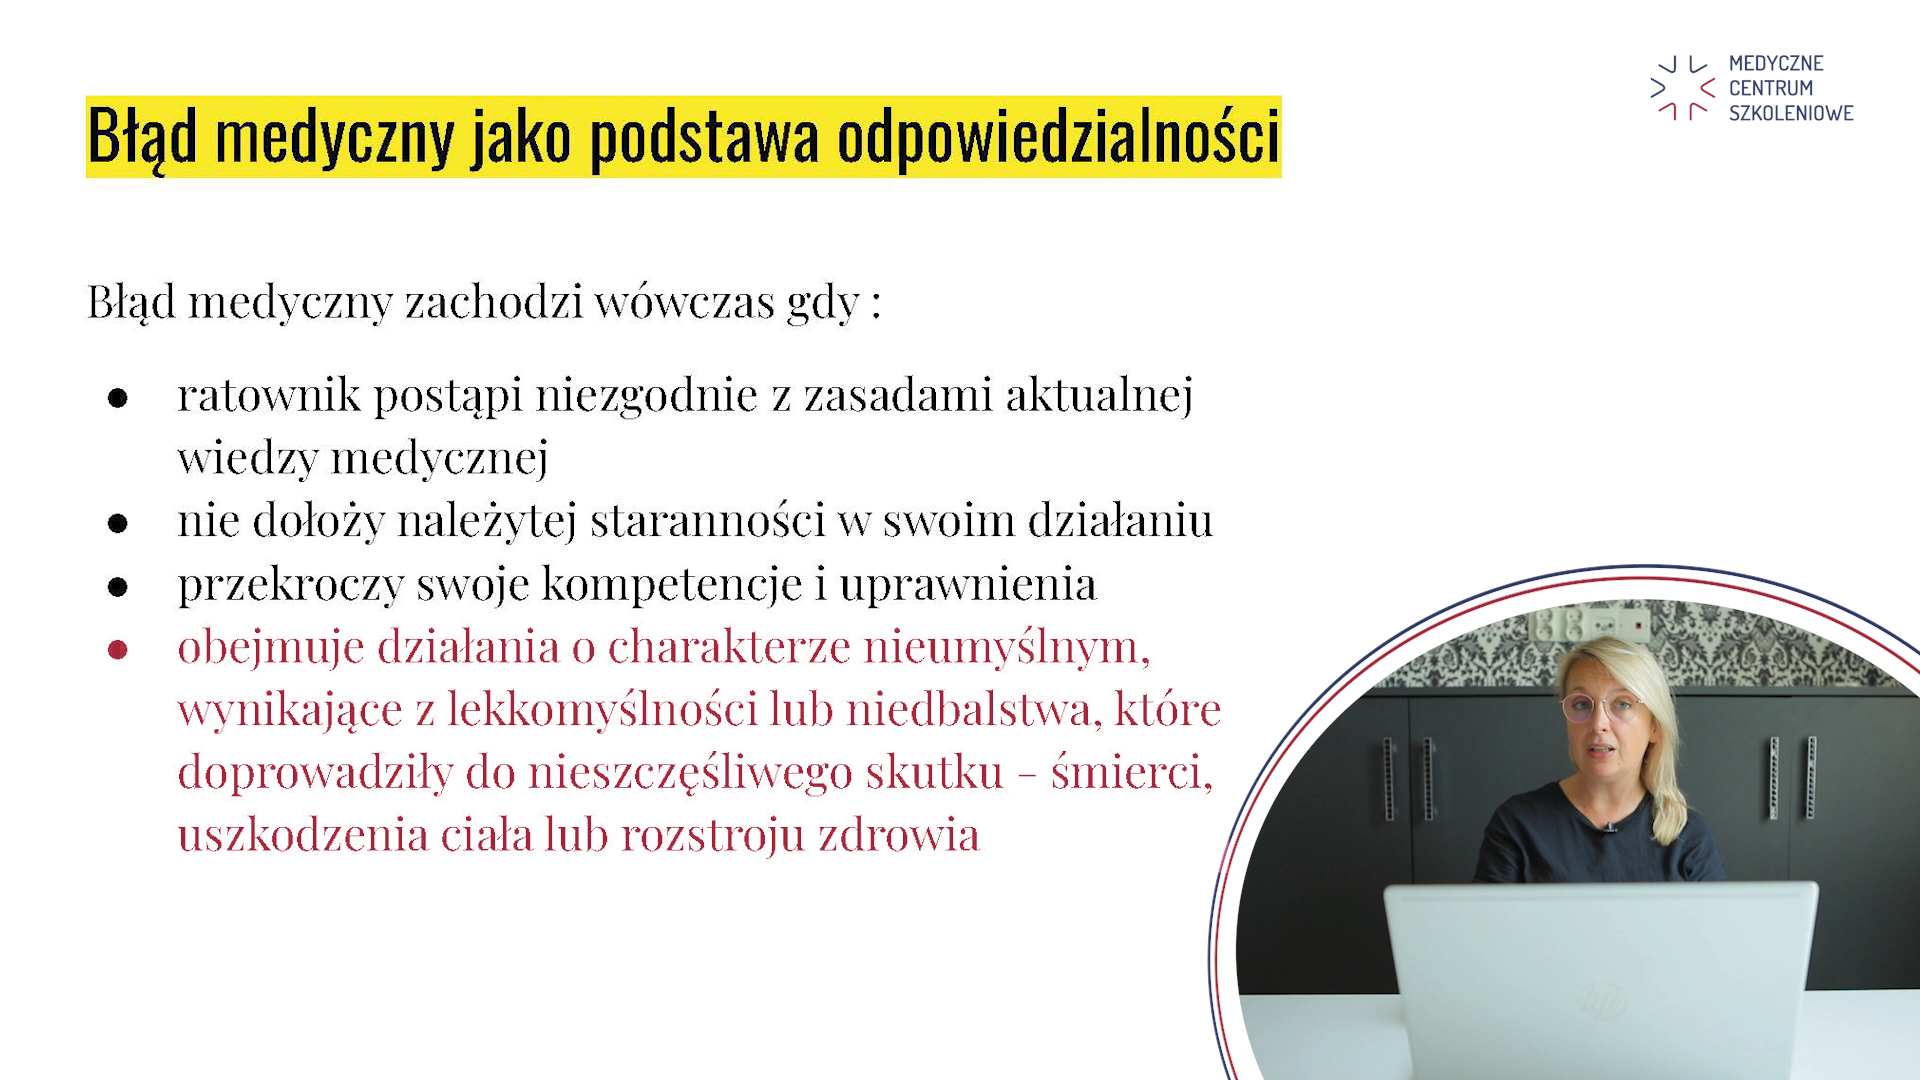 MEDYCZNE
CENTRUM
SZKOLENIOWE
Błąd medyczny jako podstawa odpowiedzialności
Błąd medyczny zachodzi wówczas gdy :
● ratownik postąpi niezgodnie z zasadami aktualnej
wiedzy medycznej
● nie dołoży należytej staranności w swoim działaniu
● przekroczy swoje kompetencje i uprawnienia
● obejmuje działania o charakterze nieumyślnym,
wynikające z lekkomyślności lub niedbalstwa, które
doprowadziły do nieszczęśliwego skutku – śmierci,
uszkodzenia ciała lub rozstroju zdrowia
hp